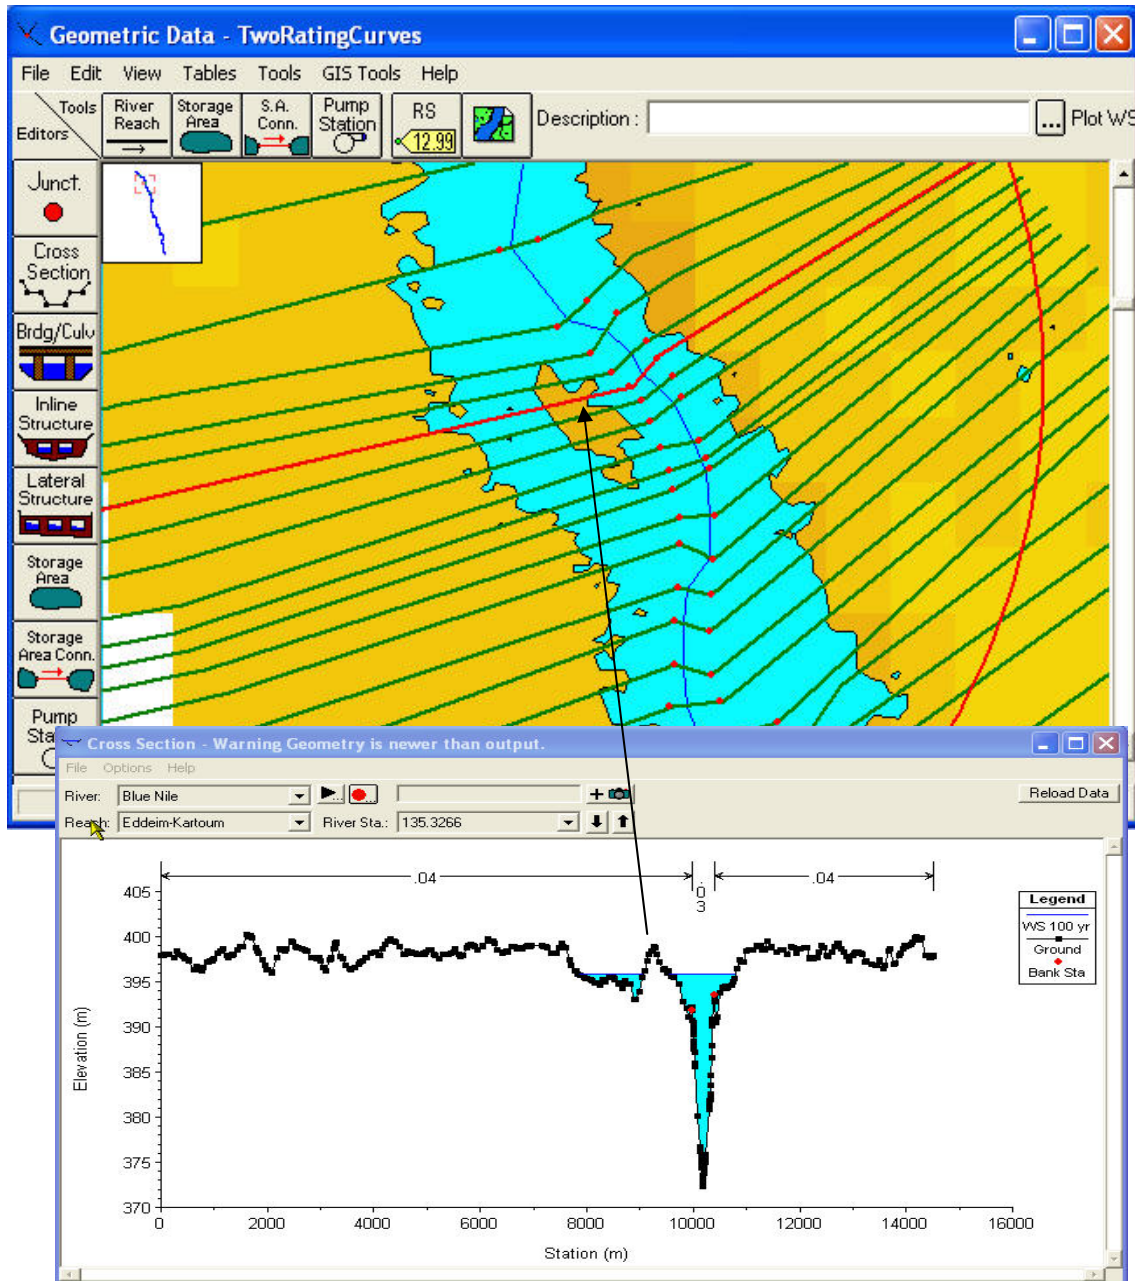 Geometric Data - TwoRatingCurves
File Edit View Tables Tools GIS Tools Help
Tools
Editors
River
Reach
Storage
Area
S.A.
Conn.
Pump
Station
RS
12.99
Description :
...
Plot WS
Junct.
Cross
Section
Brdg/Culv
Inline
Structure
Lateral
Structure
Storage
Area
Storage
Area Conn.
Pump
Sta
Cross Section - Warning Geometry is newer than output.
File Options Help
River: Blue Nile
Reload Data
Reach: Eddeim-Kartoum River Sta.: 135.3266
.04
.03
.04
405
400
395
390
385
380
375
370
Elevation (m)
0 2000 4000 6000 8000 10000 12000 14000 16000
Station (m)
Legend
WS 100 yr
Ground
Bank Sta